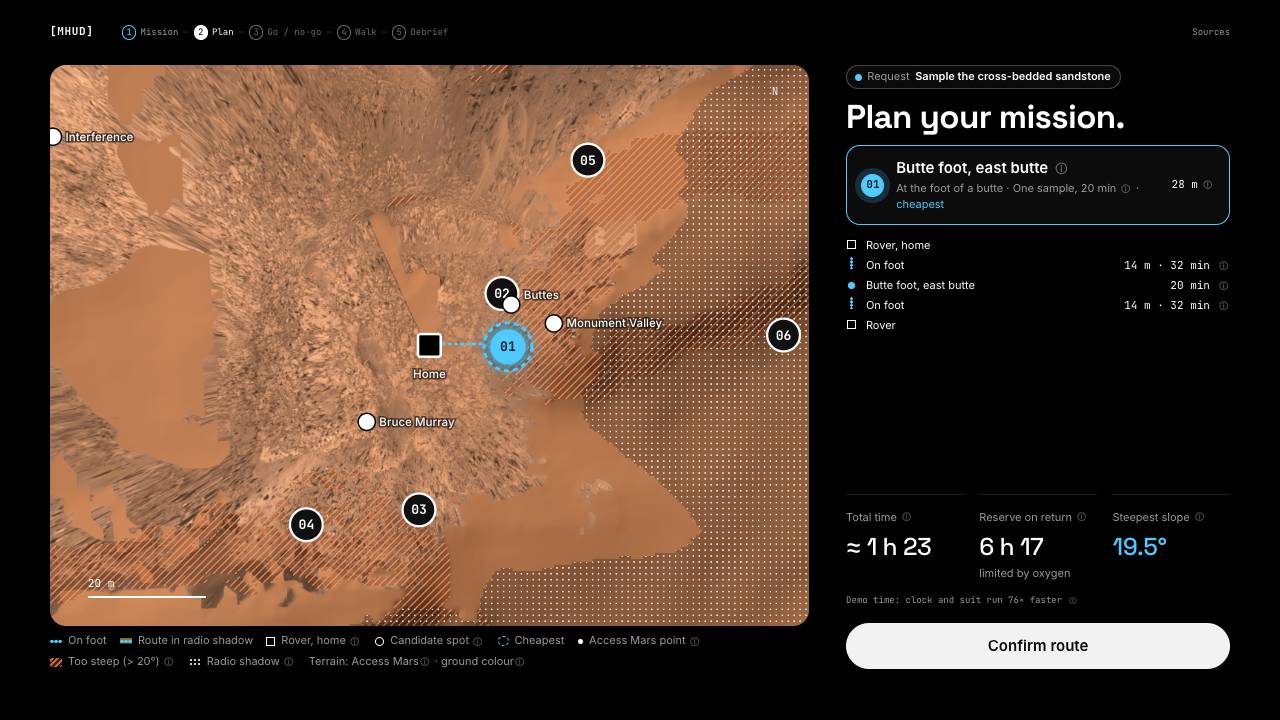 [MHUD]
1 Mission – 2 Plan – 3 Go / no-go – 4 Walk – 5 Debrief
Sources
N
Interference
05
02
Buttes
Monument Valley
06
01
Home
Bruce Murray
03
04
20 m
On foot
Route in radio shadow
Rover, home ⓘ
Candidate spot ⓘ
Cheapest
Access Mars point ⓘ
Too steep (> 20°) ⓘ
Radio shadow ⓘ
Terrain: Access Mars ⓘ · ground colour ⓘ
Request Sample the cross-bedded sandstone
Plan your mission.
01
Butte foot, east butte ⓘ
At the foot of a butte · One sample, 20 min ⓘ ·
cheapest
28 m ⓘ
Rover, home
On foot 14 m · 32 min ⓘ
Butte foot, east butte 20 min ⓘ
On foot 14 m · 32 min ⓘ
Rover
Total time ⓘ
≈ 1 h 23
Reserve on return ⓘ
6 h 17
limited by oxygen
Steepest slope ⓘ
19.5°
Demo time: clock and suit run 76× faster ⓘ
Confirm route